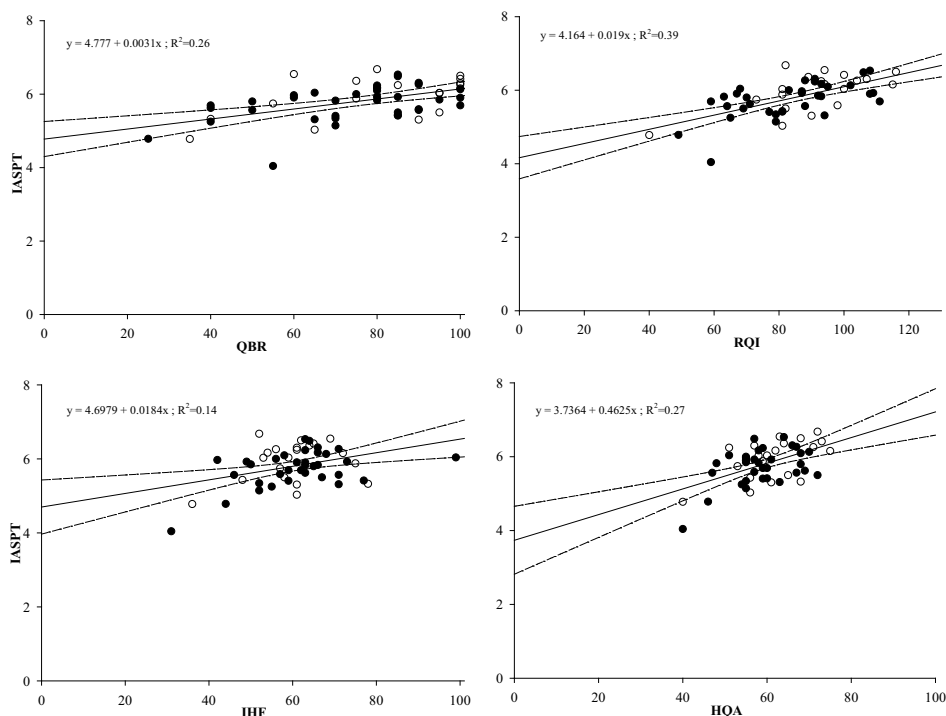 y = 4.777 + 0.0031x ; R²=0.26
8
6
4
2
0
IASPT
0 20 40 60 80 100
QBR
y = 4.164 + 0.019x ; R²=0.39
8
6
4
2
0
0 20 40 60 80 100 120
RQI
y = 4.6979 + 0.0184x ; R²=0.14
8
6
4
2
0
IASPT
0 20 40 60 80 100
IHF
y = 3.7364 + 0.4625x ; R²=0.27
8
6
4
2
0
0 20 40 60 80 100
HQA